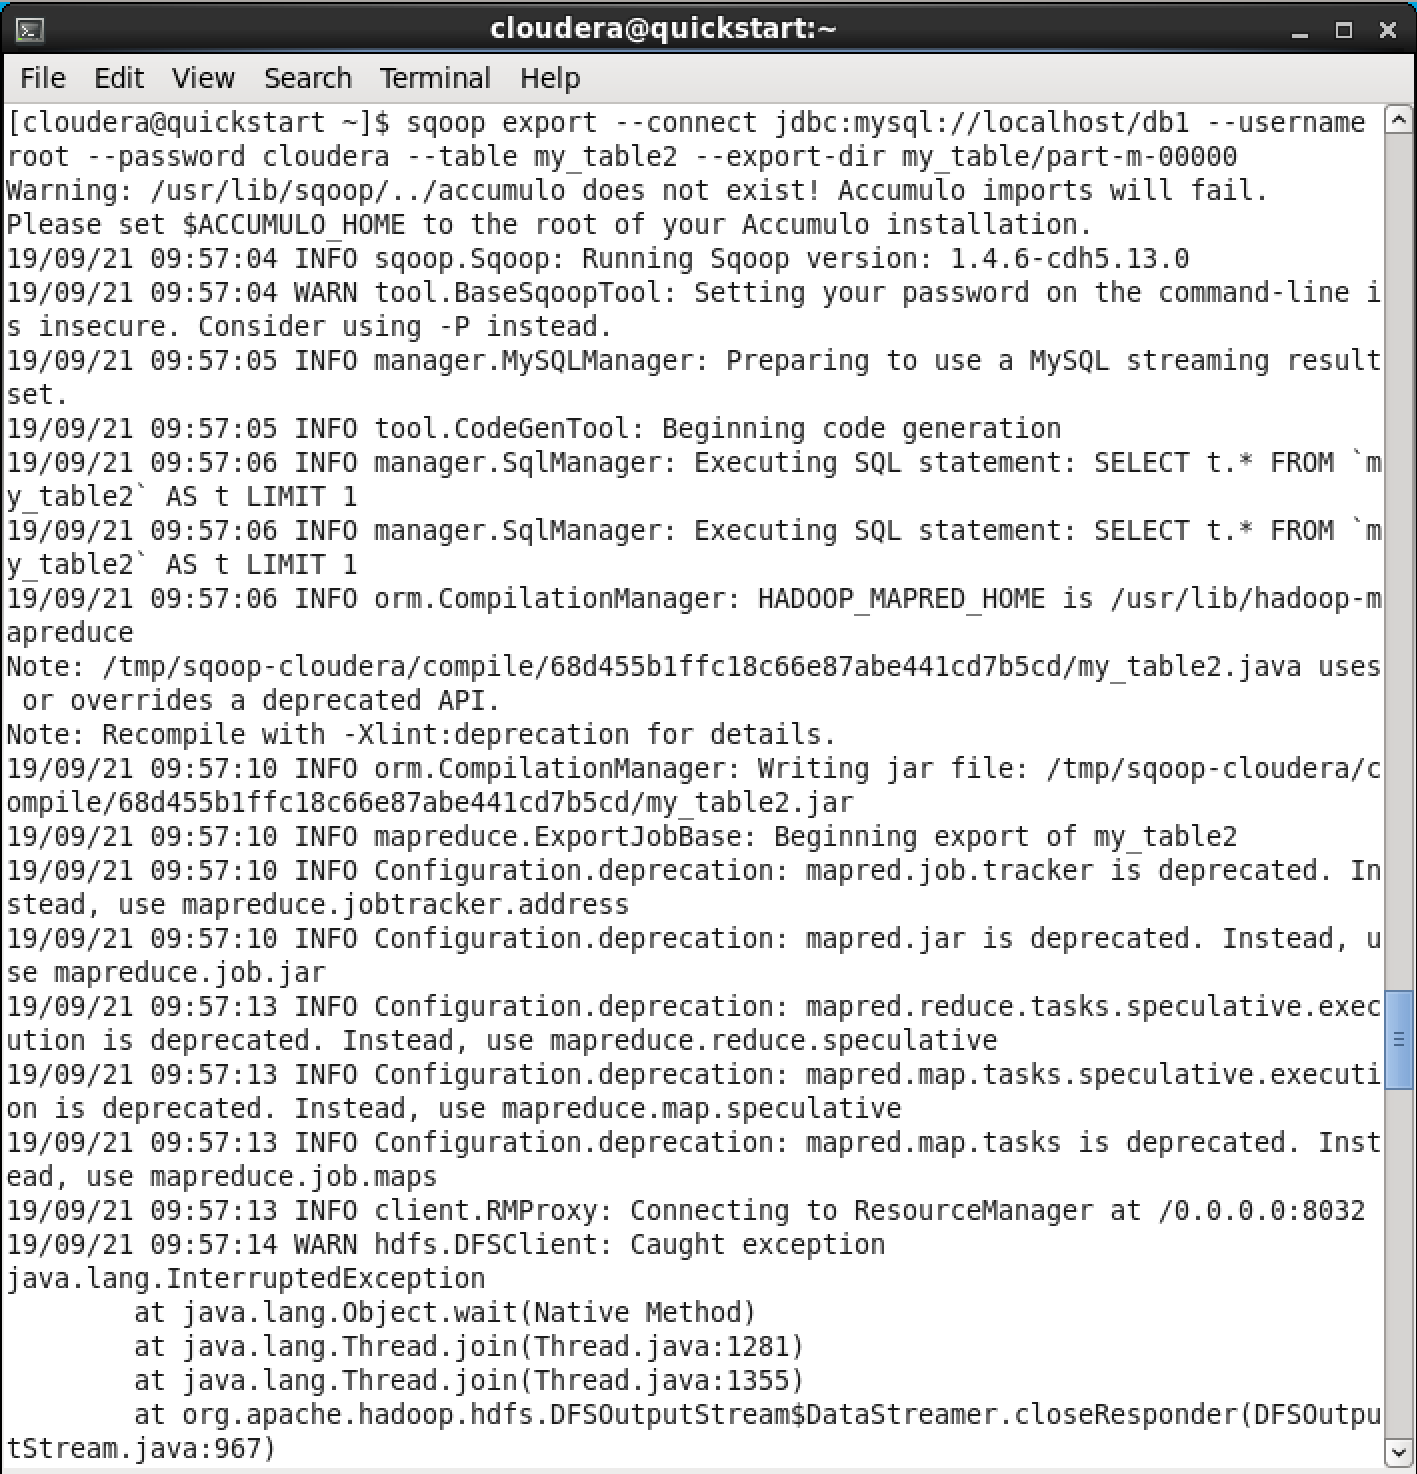 cloudera@quickstart:~
File Edit View Search Terminal Help
[cloudera@quickstart ~]$ sqoop export --connect jdbc:mysql://localhost/db1 --username
root --password cloudera --table my_table2 --export-dir my_table/part-m-00000
Warning: /usr/lib/sqoop/../accumulo does not exist! Accumulo imports will fail.
Please set $ACCUMULO_HOME to the root of your Accumulo installation.
19/09/21 09:57:04 INFO sqoop.Sqoop: Running Sqoop version: 1.4.6-cdh5.13.0
19/09/21 09:57:04 WARN tool.BaseSqoopTool: Setting your password on the command-line i
s insecure. Consider using -P instead.
19/09/21 09:57:05 INFO manager.MySQLManager: Preparing to use a MySQL streaming result
set.
19/09/21 09:57:05 INFO tool.CodeGenTool: Beginning code generation
19/09/21 09:57:06 INFO manager.SqlManager: Executing SQL statement: SELECT t.* FROM `m
y_table2` AS t LIMIT 1
19/09/21 09:57:06 INFO manager.SqlManager: Executing SQL statement: SELECT t.* FROM `m
y_table2` AS t LIMIT 1
19/09/21 09:57:06 INFO orm.CompilationManager: HADOOP_MAPRED_HOME is /usr/lib/hadoop-m
apreduce
Note: /tmp/sqoop-cloudera/compile/68d455b1ffc18c66e87abe441cd7b5cd/my_table2.java uses
 or overrides a deprecated API.
Note: Recompile with -Xlint:deprecation for details.
19/09/21 09:57:10 INFO orm.CompilationManager: Writing jar file: /tmp/sqoop-cloudera/c
ompile/68d455b1ffc18c66e87abe441cd7b5cd/my_table2.jar
19/09/21 09:57:10 INFO mapreduce.ExportJobBase: Beginning export of my_table2
19/09/21 09:57:10 INFO Configuration.deprecation: mapred.job.tracker is deprecated. In
stead, use mapreduce.jobtracker.address
19/09/21 09:57:10 INFO Configuration.deprecation: mapred.jar is deprecated. Instead, u
se mapreduce.job.jar
19/09/21 09:57:13 INFO Configuration.deprecation: mapred.reduce.tasks.speculative.exec
ution is deprecated. Instead, use mapreduce.reduce.speculative
19/09/21 09:57:13 INFO Configuration.deprecation: mapred.map.tasks.speculative.executi
on is deprecated. Instead, use mapreduce.map.speculative
19/09/21 09:57:13 INFO Configuration.deprecation: mapred.map.tasks is deprecated. Inst
ead, use mapreduce.job.maps
19/09/21 09:57:13 INFO client.RMProxy: Connecting to ResourceManager at /0.0.0.0:8032
19/09/21 09:57:14 WARN hdfs.DFSClient: Caught exception
java.lang.InterruptedException
        at java.lang.Object.wait(Native Method)
        at java.lang.Thread.join(Thread.java:1281)
        at java.lang.Thread.join(Thread.java:1355)
        at org.apache.hadoop.hdfs.DFSOutputStream$DataStreamer.closeResponder(DFSOutpu
tStream.java:967)